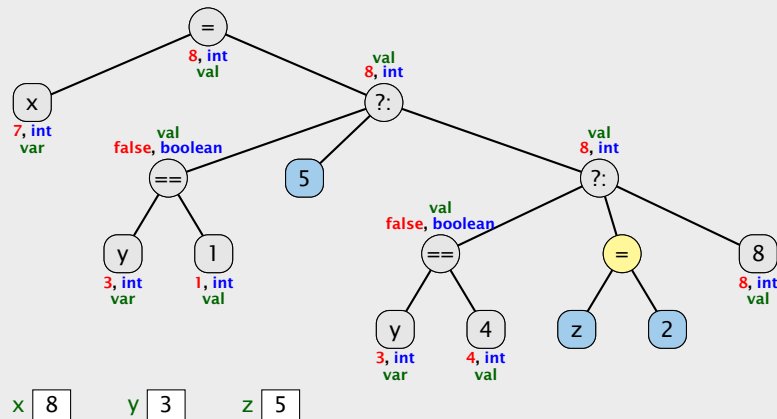 =
8, int
val
val
8, int
x
?:
7, int
var
val
false, boolean
val
8, int
==
5
?:
val
false, boolean
y
1
==
=
8
3, int
var
1, int
val
8, int
val
y
4
z
2
3, int
var
4, int
val
x 8 y 3 z 5